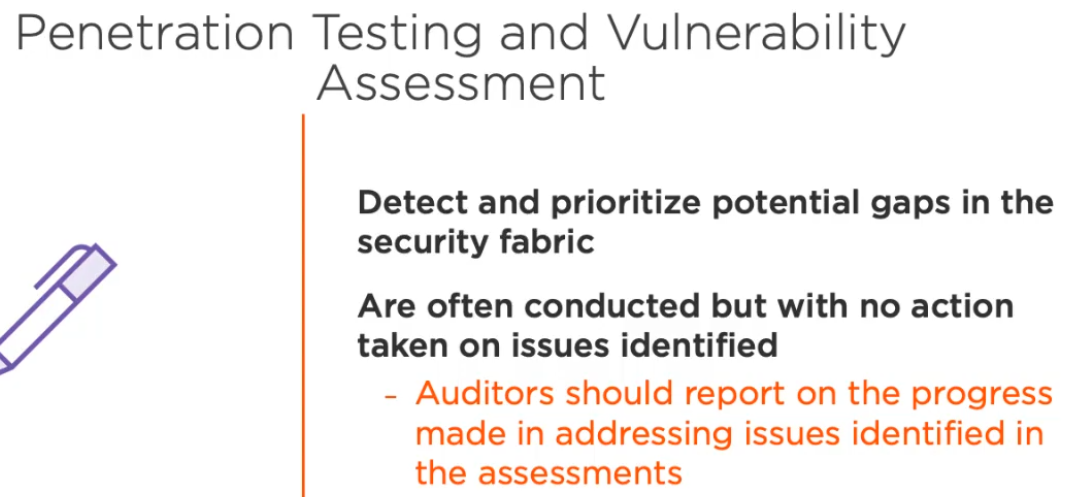 Penetration Testing and Vulnerability
Assessment
Detect and prioritize potential gaps in the
security fabric
Are often conducted but with no action
taken on issues identified
- Auditors should report on the progress
made in addressing issues identified in
the assessments